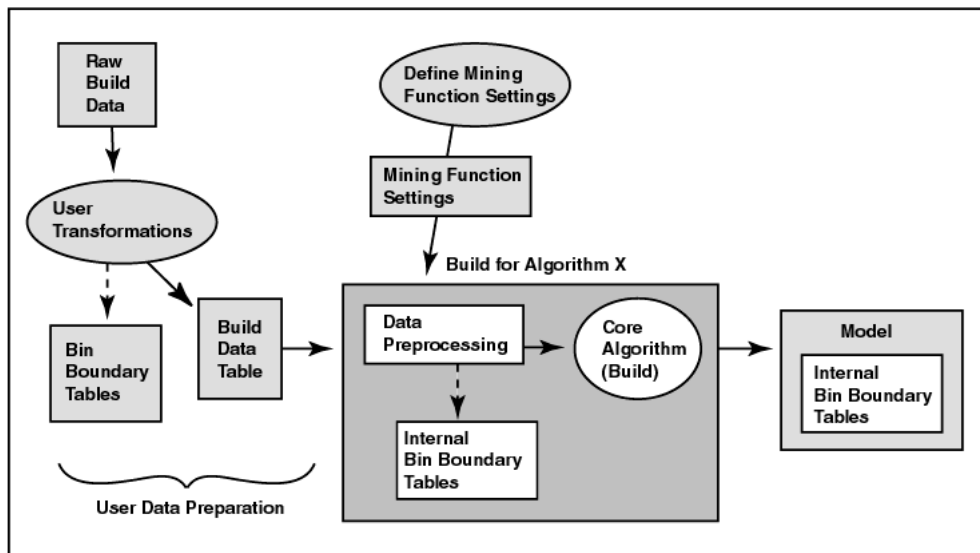 Raw
Build
Data
Define Mining
Function Settings
User
Transformations
Mining Function
Settings
Build for Algorithm X
Bin
Boundary
Tables
Build
Data
Table
Data
Preprocessing
Core
Algorithm
(Build)
Internal
Bin Boundary
Tables
Model
Internal
Bin Boundary
Tables
User Data Preparation